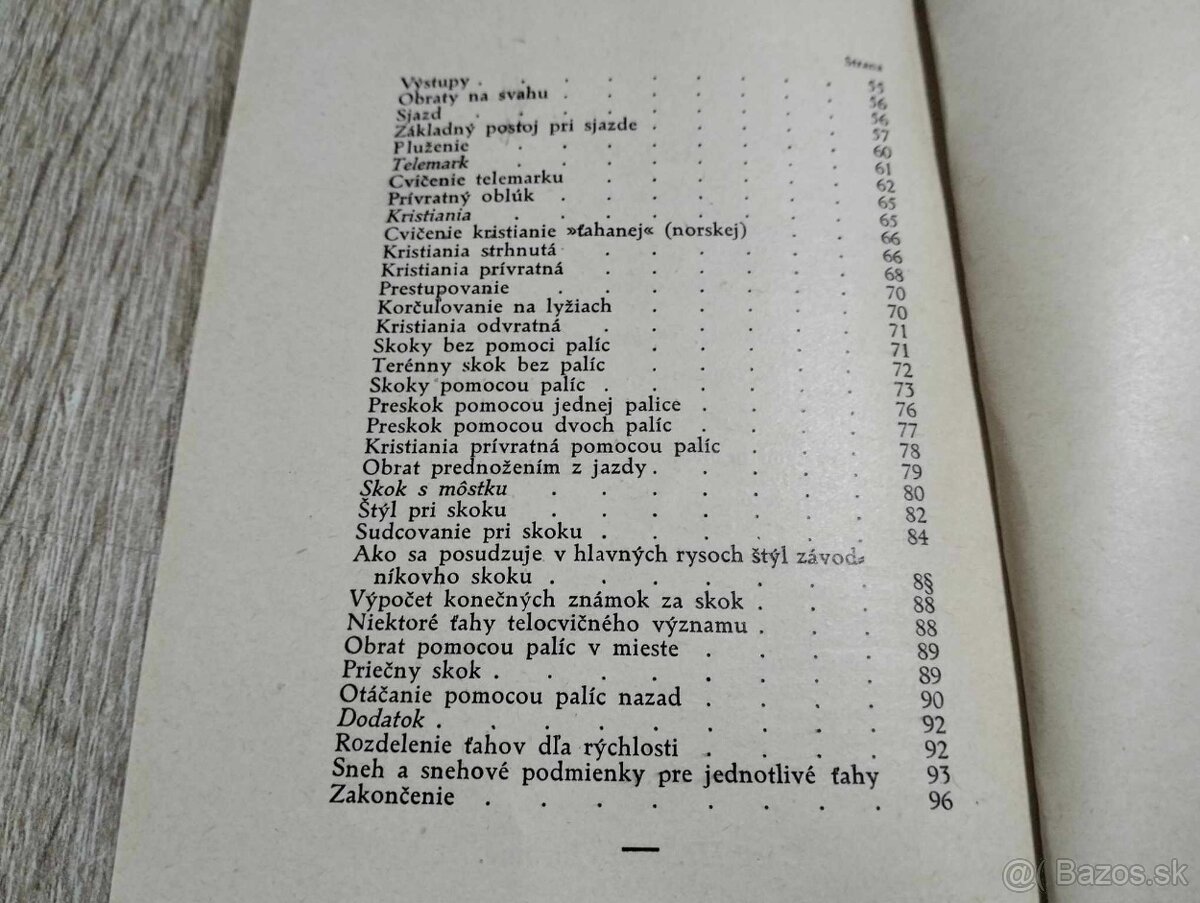 Strana
Výstupy . . . . . . . . 55
Obraty na svahu . . . . . . 56
Sjazd . . . . . . . . 56
Základný postoj pri sjazde . . . . 57
Pluženie . . . . . . . 60
Telemark . . . . . . . 61
Cvičenie telemarku . . . . . 62
Prívratný oblúk . . . . . . 65
Kristiania . . . . . . . 65
Cvičenie kristianie »ťahanej« (norskej) . . 66
Kristiania strhnutá . . . . . 66
Kristiania prívratná . . . . . 68
Prestupovanie . . . . . . 70
Korčuľovanie na lyžiach . . . . 70
Kristiania odvratná . . . . . 71
Skoky bez pomoci palíc . . . . 71
Terénny skok bez palíc . . . . 72
Skoky pomocou palíc . . . . . 73
Preskok pomocou jednej palice . . . 76
Preskok pomocou dvoch palíc . . . 77
Kristiania prívratná pomocou palíc . . 78
Obrat prednožením z jazdy . . . . 79
Skok s môstku . . . . . . 80
Štýl pri skoku . . . . . . 82
Sudcovanie pri skoku . . . . . 84
Ako sa posudzuje v hlavných rysoch štýl závod-
níkovho skoku . . . . . . 8§
Výpočet konečných známok za skok . . . 88
Niektoré ťahy telocvičného významu . . . 88
Obrat pomocou palíc v mieste . . . 89
Priečny skok . . . . . . . 89
Otáčanie pomocou palíc nazad . . . 90
Dodatok . . . . . . . . 92
Rozdelenie ťahov dľa rýchlosti . . . 92
Sneh a snehové podmienky pre jednotlivé ťahy 93
Zakončenie . . . . . . . 96
@( Bazos.sk